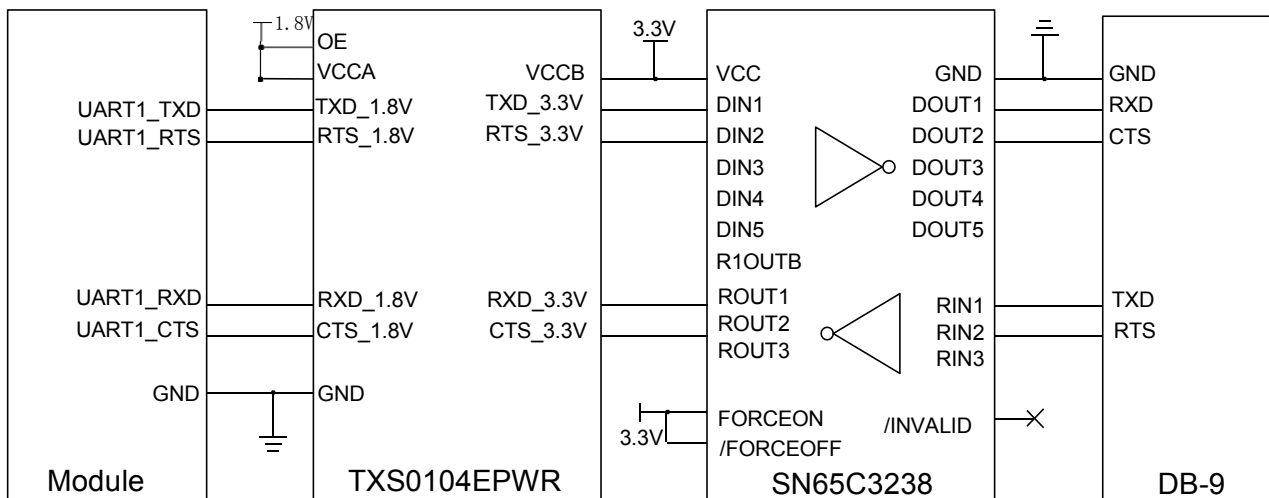 1.8V
OE
VCCA
UART1_TXD
TXD_1.8V
UART1_RTS
RTS_1.8V
UART1_RXD
RXD_1.8V
UART1_CTS
CTS_1.8V
GND
GND
Module
VCCB
TXD_3.3V
RTS_3.3V
RXD_3.3V
CTS_3.3V
TXS0104EPWR
3.3V
VCC
DIN1
DIN2
DIN3
DIN4
DIN5
R1OUTB
ROUT1
ROUT2
ROUT3
FORCEON
3.3V
/FORCEOFF
GND
DOUT1
DOUT2
DOUT3
DOUT4
DOUT5
RIN1
RIN2
RIN3
/INVALID
SN65C3238
GND
RXD
CTS
TXD
RTS
DB-9